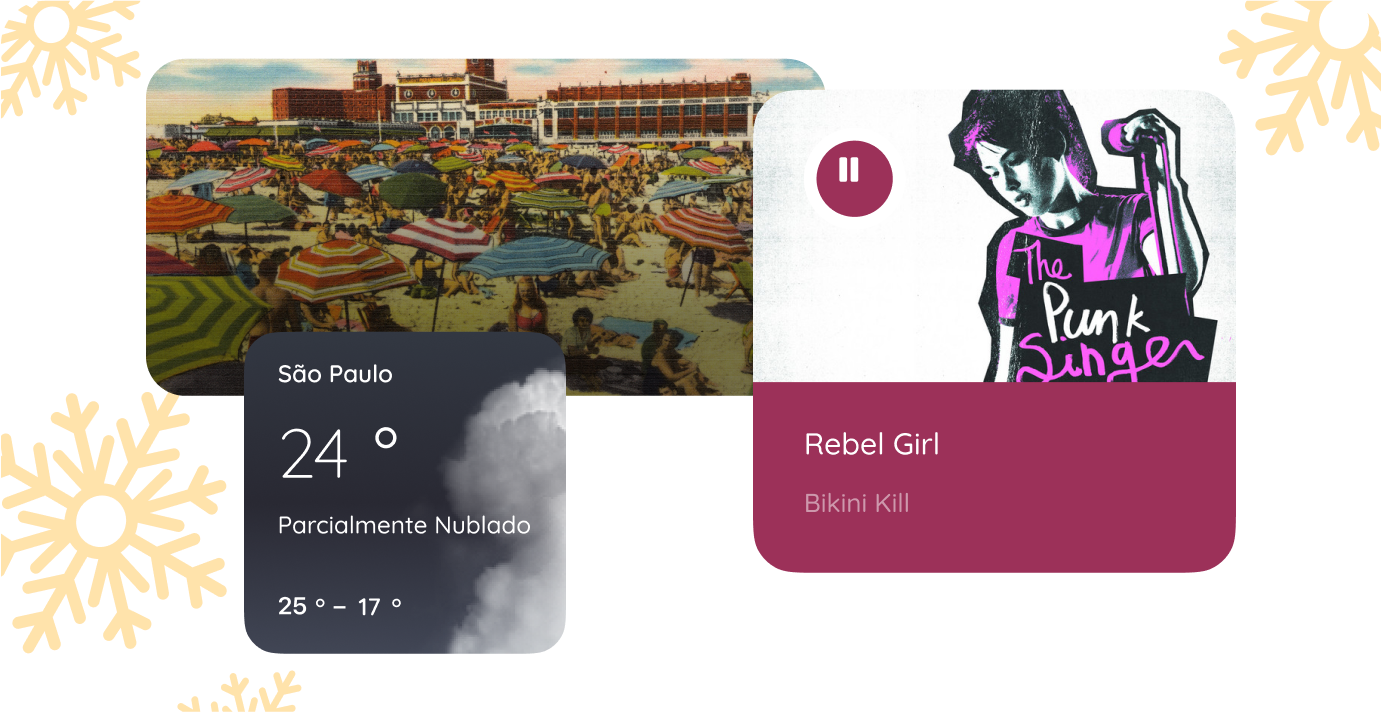 The
Punk
Singer
São Paulo
24 °
Parcialmente Nublado
25 ° – 17 °
Rebel Girl
Bikini Kill